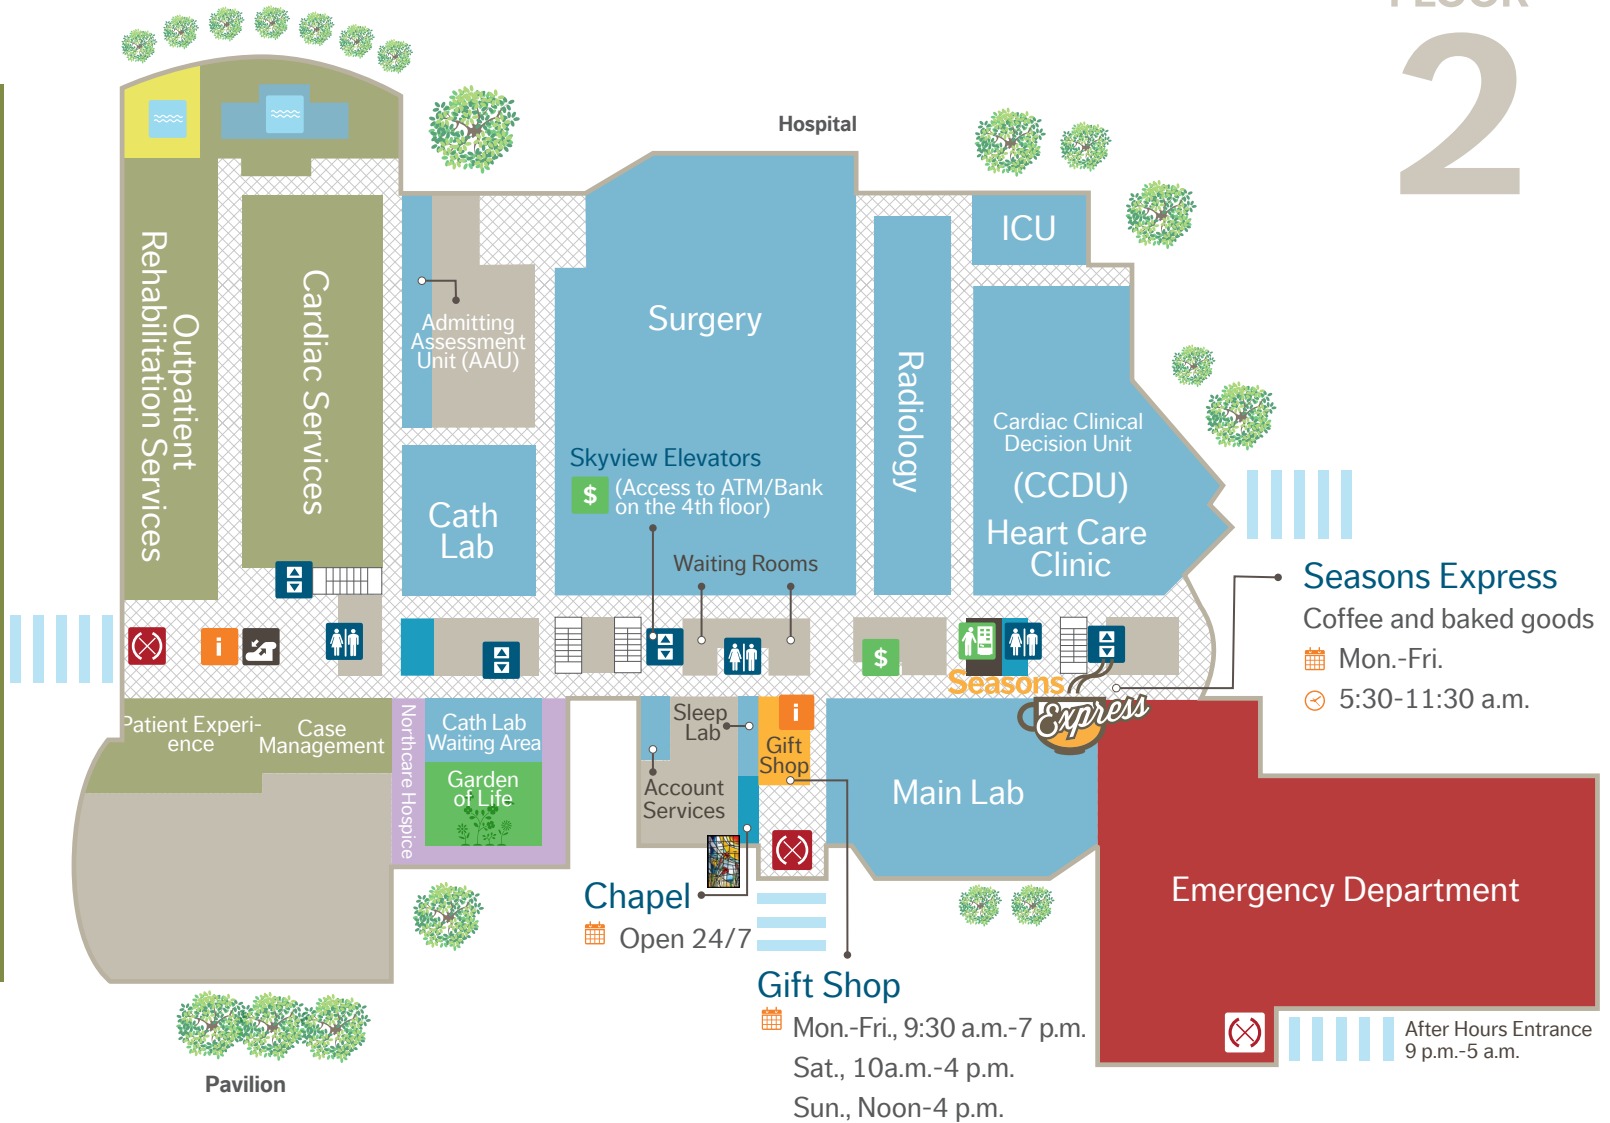 FLOOR
2
Hospital
ICU
Outpatient
Rehabilitation Services
Cardiac Services
Admitting
Assessment
Unit (AAU)
Surgery
Radiology
Cardiac Clinical
Decision Unit
(CCDU)
Heart Care
Clinic
Cath
Lab
Skyview Elevators
$ (Access to ATM/Bank
on the 4th floor)
Waiting Rooms
Seasons Express
Coffee and baked goods
Mon.-Fri.
5:30-11:30 a.m.
i
$
Seasons
Express
Patient Experi-
ence
Case
Management
Northcare Hospice
Cath Lab
Waiting Area
Garden
of Life
Sleep
Lab
i
Gift
Shop
Account
Services
Main Lab
Emergency Department
Chapel
Open 24/7
Gift Shop
Mon.-Fri., 9:30 a.m.-7 p.m.
Sat., 10a.m.-4 p.m.
Sun., Noon-4 p.m.
After Hours Entrance
9 p.m.-5 a.m.
Pavilion